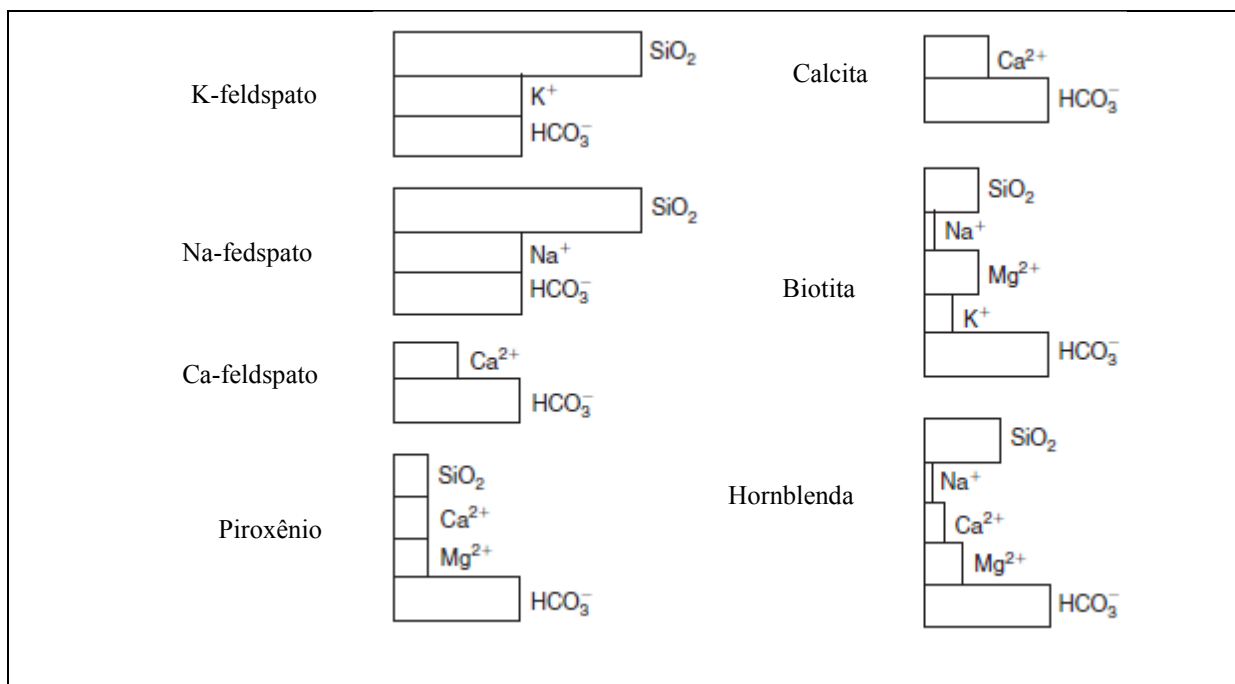 K-feldspato
SiO₂
K⁺
HCO₃⁻
Na-fedspato
SiO₂
Na⁺
HCO₃⁻
Ca-feldspato
Ca²⁺
HCO₃⁻
Piroxênio
SiO₂
Ca²⁺
Mg²⁺
HCO₃⁻
Calcita
Ca²⁺
HCO₃⁻
Biotita
SiO₂
Na⁺
Mg²⁺
K⁺
HCO₃⁻
Hornblenda
SiO₂
Na⁺
Ca²⁺
Mg²⁺
HCO₃⁻